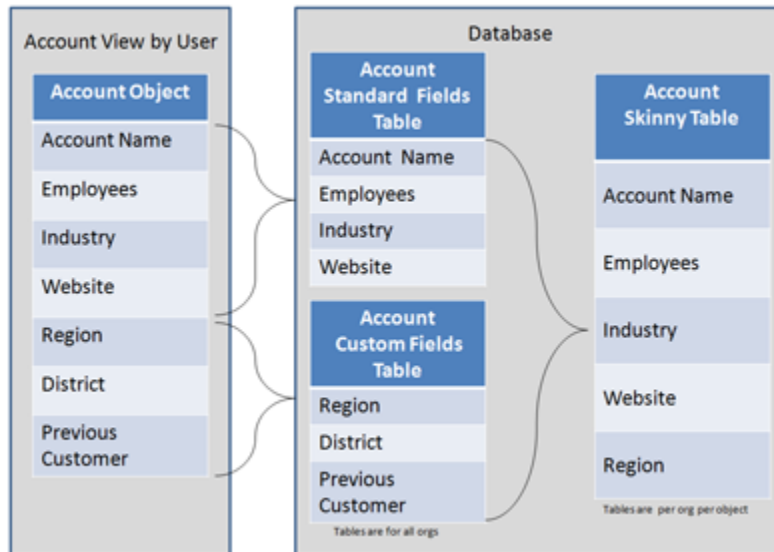 Account View by User
Account Object
Account Name
Employees
Industry
Website
Region
District
Previous
Customer
Database
Account
Standard Fields
Table
Account Name
Employees
Industry
Website
Account
Custom Fields
Table
Region
District
Previous
Customer
Tables are for all orgs
Account
Skinny Table
Account Name
Employees
Industry
Website
Region
Tables are per org per object